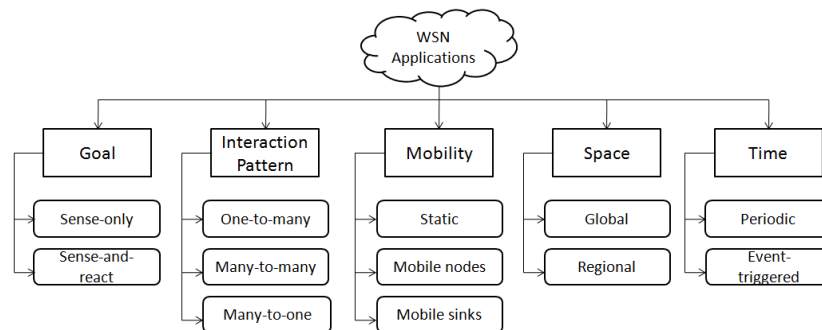 WSN
Applications
Goal
Interaction
Pattern
Mobility
Space
Time
Sense-only
One-to-many
Static
Global
Periodic
Sense-and-
react
Many-to-many
Mobile nodes
Regional
Event-
triggered
Many-to-one
Mobile sinks